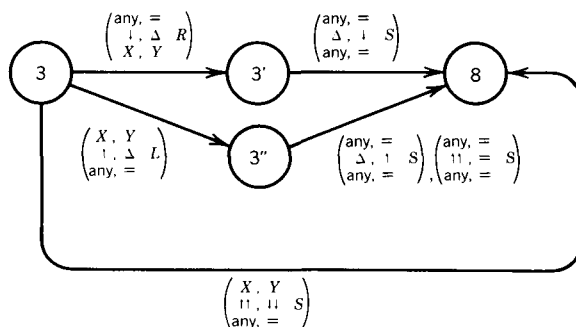 any, =
↓, Δ R
X, Y
any, =
Δ, ↓ S
any, =
3
3′
8
X, Y
↑, Δ L
any, =
3″
any, =
Δ, ↑ S
any, =
,
any, =
↑↑, = S
any, =
X, Y
↑↑, ↓↓ S
any, =